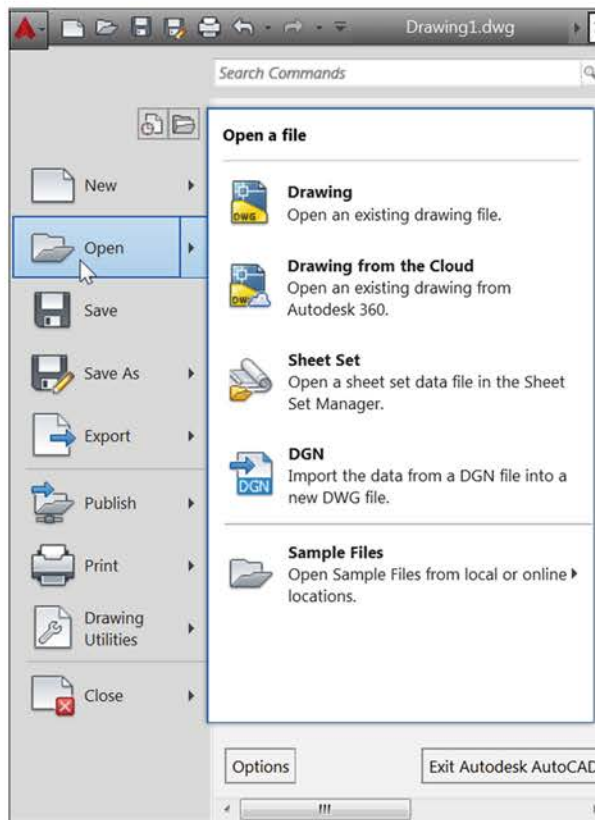 Drawing1.dwg
Search Commands
Open a file
New
Open
Save
Save As
Export
Publish
Print
Drawing
Utilities
Close
DWG
Drawing
Open an existing drawing file.
Drawing from the Cloud
Open an existing drawing from
Autodesk 360.
Sheet Set
Open a sheet set data file in the Sheet
Set Manager.
DGN
DGN
Import the data from a DGN file into a
new DWG file.
Sample Files
Open Sample Files from local or online
locations.
Options
Exit Autodesk AutoCAD